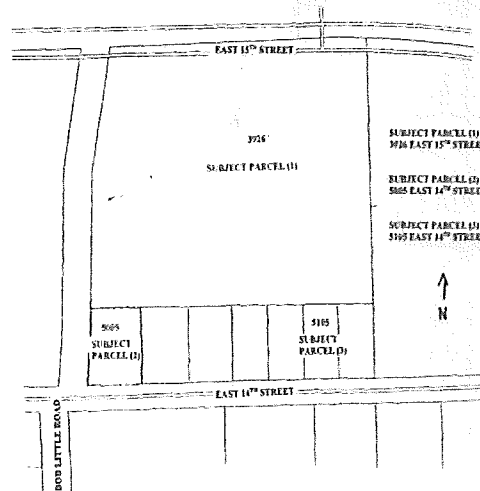 EAST 15TH STREET
3926
SUBJECT PARCEL (1)
SUBJECT PARCEL (1)
EAST 15TH STREET
SUBJECT PARCEL (2)
5005 EAST 14TH STREET
SUBJECT PARCEL (3)
5105 EAST 14TH STREET
N
5005
SUBJECT
PARCEL (2)
5105
SUBJECT
PARCEL (3)
EAST 14TH STREET
BOB LITTLE ROAD